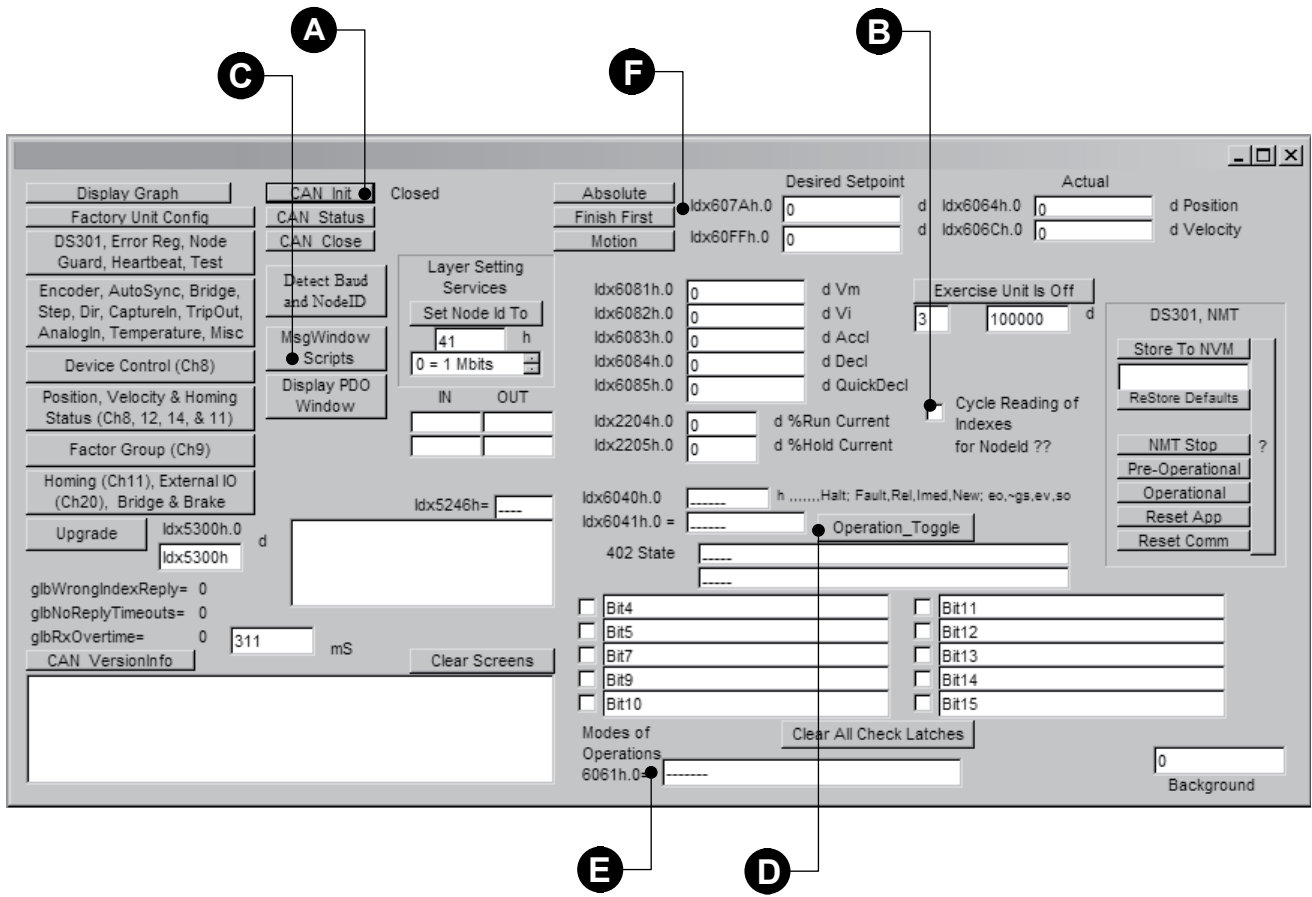 A
B
C
F
Display Graph
Factory Unit Config
DS301, Error Reg, Node
Guard, Heartbeat, Test
Encoder, AutoSync, Bridge,
Step, Dir, CaptureIn, TripOut,
AnalogIn, Temperature, Misc
Device Control (Ch8)
Position, Velocity & Homing
Status (Ch8, 12, 14, & 11)
Factor Group (Ch9)
Homing (Ch11), External IO
(Ch20), Bridge & Brake
Upgrade
Idx5300h.0
d
Idx5300h
glbWrongIndexReply= 0
glbNoReplyTimeouts= 0
glbRxOvertime= 0
311
mS
CAN_VersionInfo
Clear Screens
CAN_Init
Closed
CAN_Status
CAN_Close
Detect Baud
and NodeID
MsgWindow
Scripts
Display PDO
Window
Layer Setting
Services
Set Node Id To
41 h
0 = 1 Mbits
IN OUT
Idx5246h= ____
Absolute
Finish First
Motion
Desired Setpoint
Actual
Idx607Ah.0 0 d Idx6064h.0 0 d Position
Idx60FFh.0 0 d Idx606Ch.0 0 d Velocity
Idx6081h.0 0 d Vm
Idx6082h.0 0 d Vi
Idx6083h.0 0 d Accl
Idx6084h.0 0 d Decl
Idx6085h.0 0 d QuickDecl
Idx2204h.0 0 d %Run Current
Idx2205h.0 0 d %Hold Current
Exercise Unit Is Off
3 100000 d
Cycle Reading of
Indexes
for NodeId ??
DS301, NMT
Store To NVM
ReStore Defaults
NMT Stop
?
Pre-Operational
Operational
Reset App
Reset Comm
Idx6040h.0 _____ h .......Halt; Fault,Rel,Imed,New; eo,~gs,ev,so
Idx6041h.0 = _____
Operation_Toggle
402 State _____
_____
Bit4 Bit11
Bit5 Bit12
Bit7 Bit13
Bit9 Bit14
Bit10 Bit15
Modes of
Operations
6061h.0= -------
Clear All Check Latches
0
Background
E
D